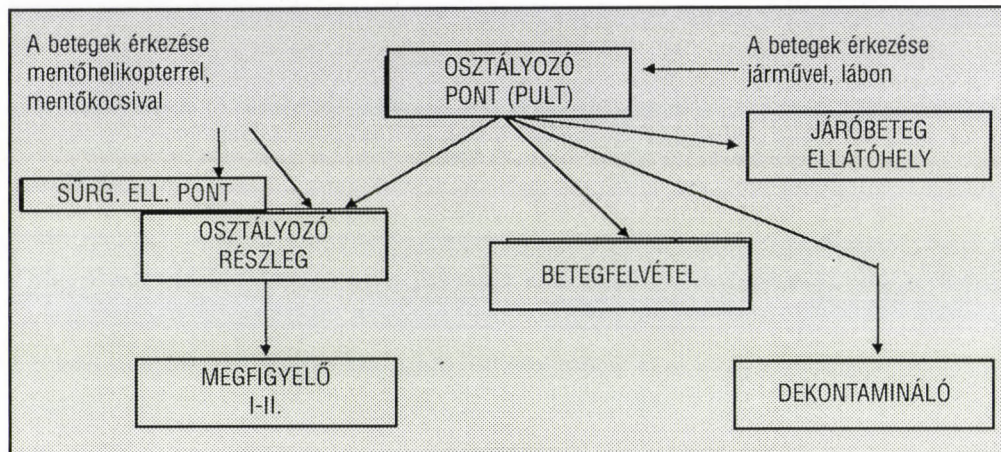 A betegek érkezése
mentőhelikopterrel,
mentőkocsival
OSZTÁLYOZÓ
PONT (PULT)
A betegek érkezése
járművel, lábon
JÁRÓBETEG
ELLÁTÓHELY
SÜRG. ELL. PONT
OSZTÁLYOZÓ
RÉSZLEG
BETEGFELVÉTEL
MEGFIGYELŐ
I-II.
DEKONTAMINÁLÓ